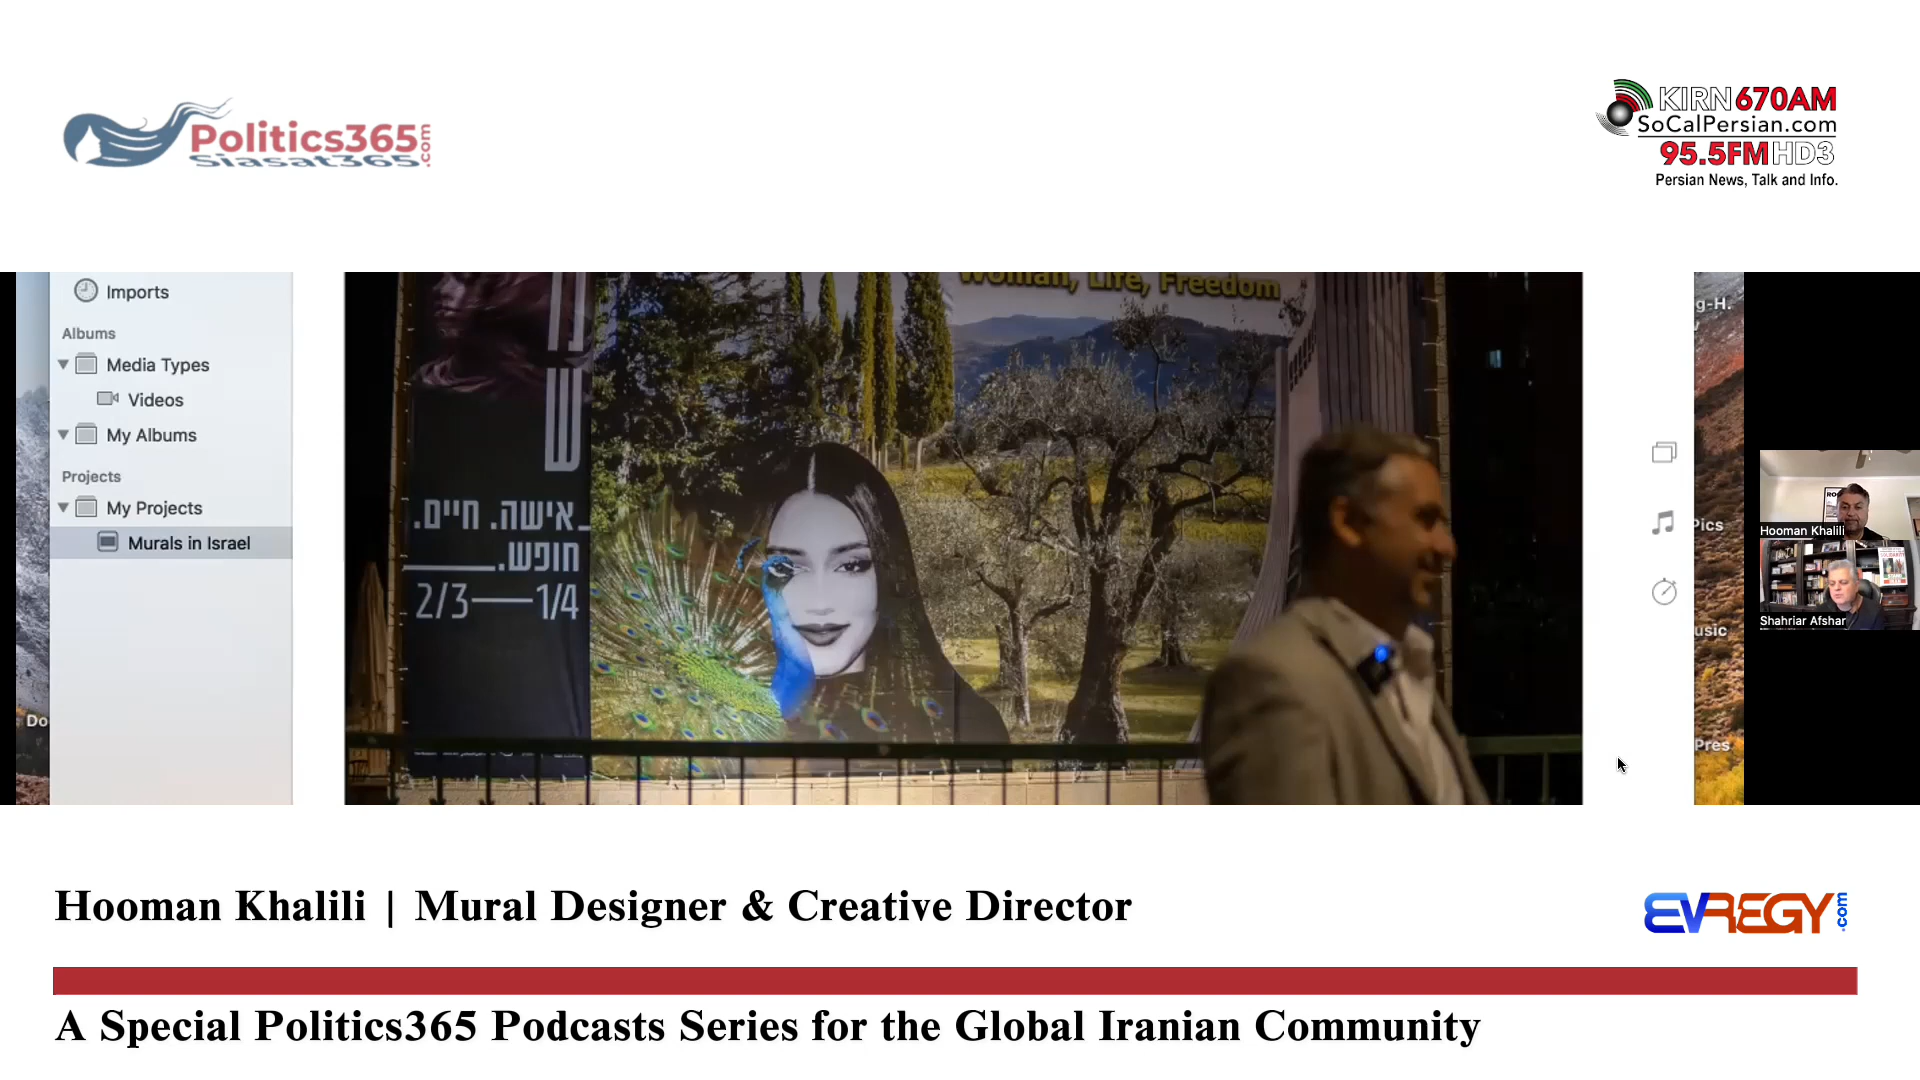 Politics365.com
Siasat365
KIRN 670AM
SoCalPersian.com
95.5FM HD3
Persian News, Talk and Info.
Imports
Albums
Media Types
Videos
My Albums
Projects
My Projects
Murals in Israel
Do
Woman, Life, Freedom
ש
אישה. חיים.
חופש.
2/3—1/4
g-H.
Pics
usic
Pres
Hooman Khalili
Shahriar Afshar
Hooman Khalili | Mural Designer & Creative Director
EVREGY.com
A Special Politics365 Podcasts Series for the Global Iranian Community